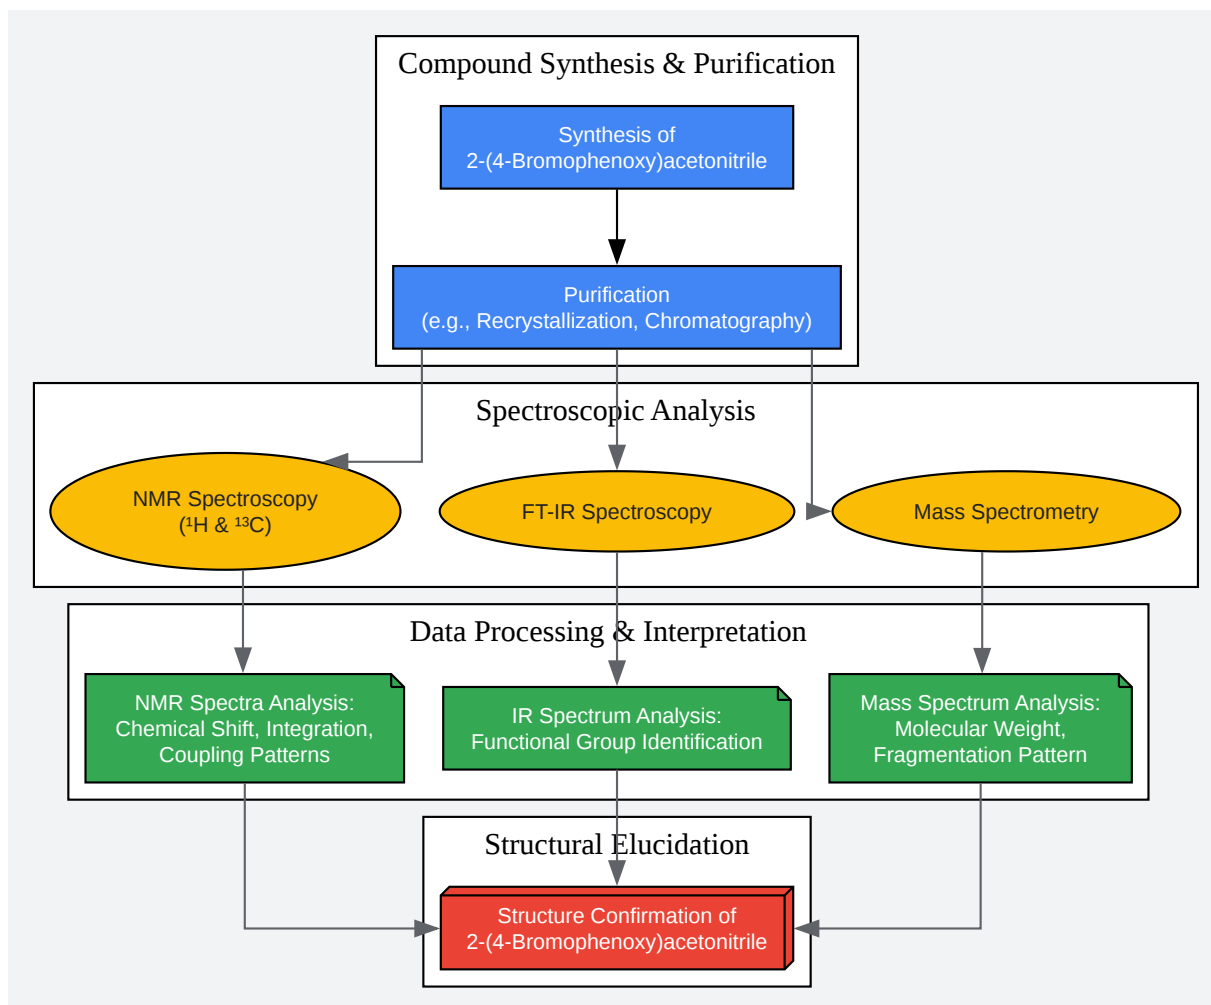 Compound Synthesis & Purification
Synthesis of
2-(4-Bromophenoxy)acetonitrile
Purification
(e.g., Recrystallization, Chromatography)
Spectroscopic Analysis
NMR Spectroscopy
(¹H & ¹³C)
FT-IR Spectroscopy
Mass Spectrometry
Data Processing & Interpretation
NMR Spectra Analysis:
Chemical Shift, Integration,
Coupling Patterns
IR Spectrum Analysis:
Functional Group Identification
Mass Spectrum Analysis:
Molecular Weight,
Fragmentation Pattern
Structural Elucidation
Structure Confirmation of
2-(4-Bromophenoxy)acetonitrile